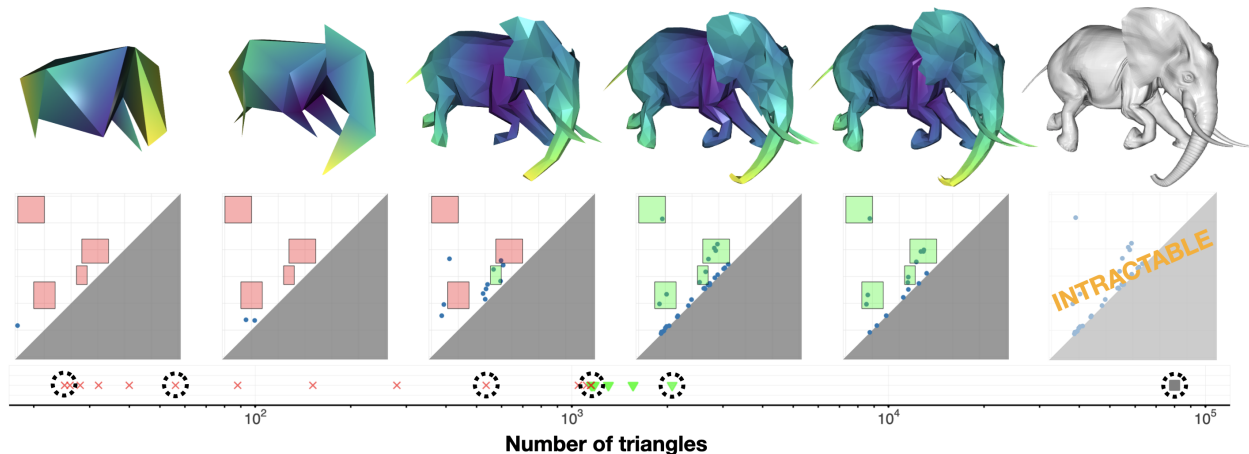 INTRACTABLE
10²
10³
10⁴
10⁵
Number of triangles